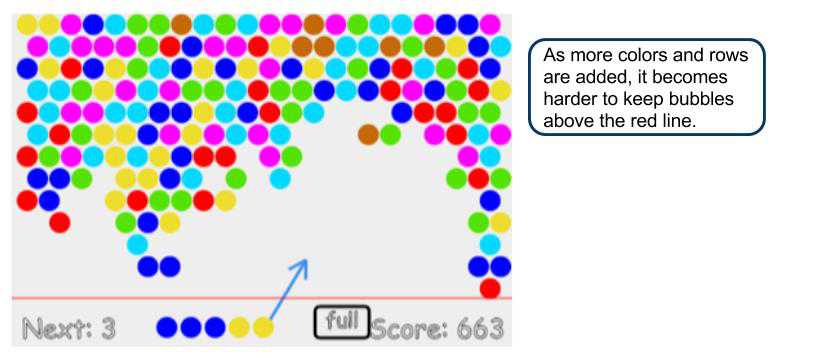 As more colors and rows
are added, it becomes
harder to keep bubbles
above the red line.
Next: 3
full
Score: 663